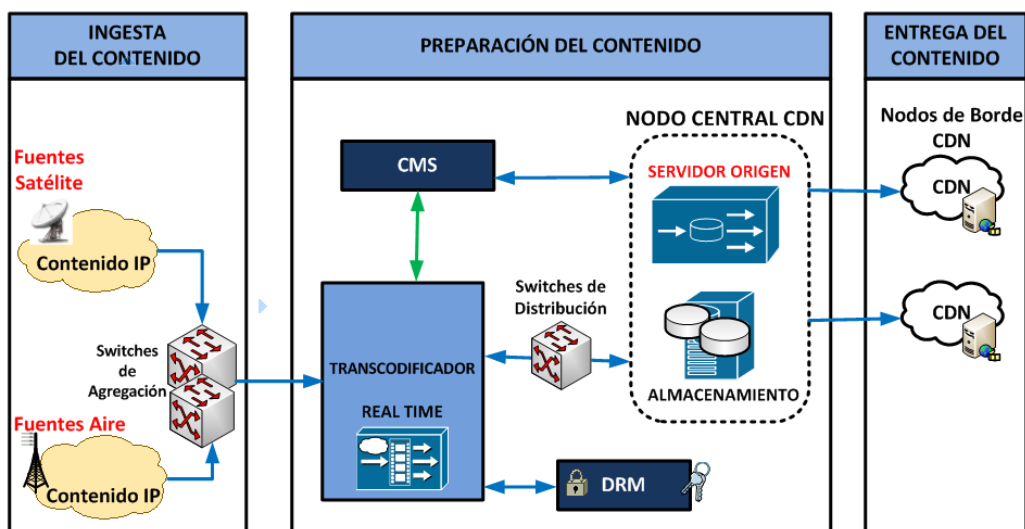 INGESTA
DEL CONTENIDO
PREPARACIÓN DEL CONTENIDO
ENTREGA DEL
CONTENIDO
Fuentes
Satélite
Contenido IP
Switches
de
Agregación
Fuentes Aire
Contenido IP
CMS
TRANSCODIFICADOR
REAL TIME
Switches de
Distribución
DRM
NODO CENTRAL CDN
SERVIDOR ORIGEN
ALMACENAMIENTO
Nodos de Borde
CDN
CDN
CDN